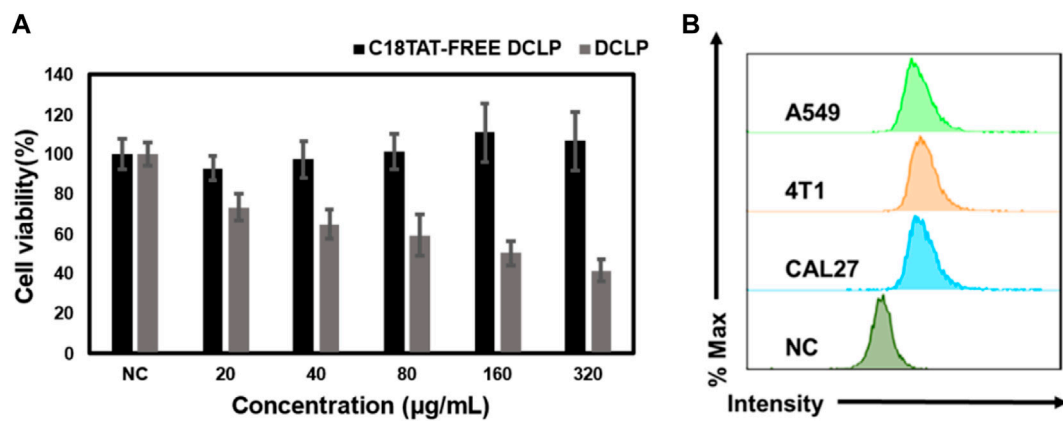 A
C18TAT-FREE DCLP DCLP
Cell viability(%)
140
120
100
80
60
40
20
0
NC 20 40 80 160 320
Concentration (µg/mL)
B
% Max
A549
4T1
CAL27
NC
Intensity